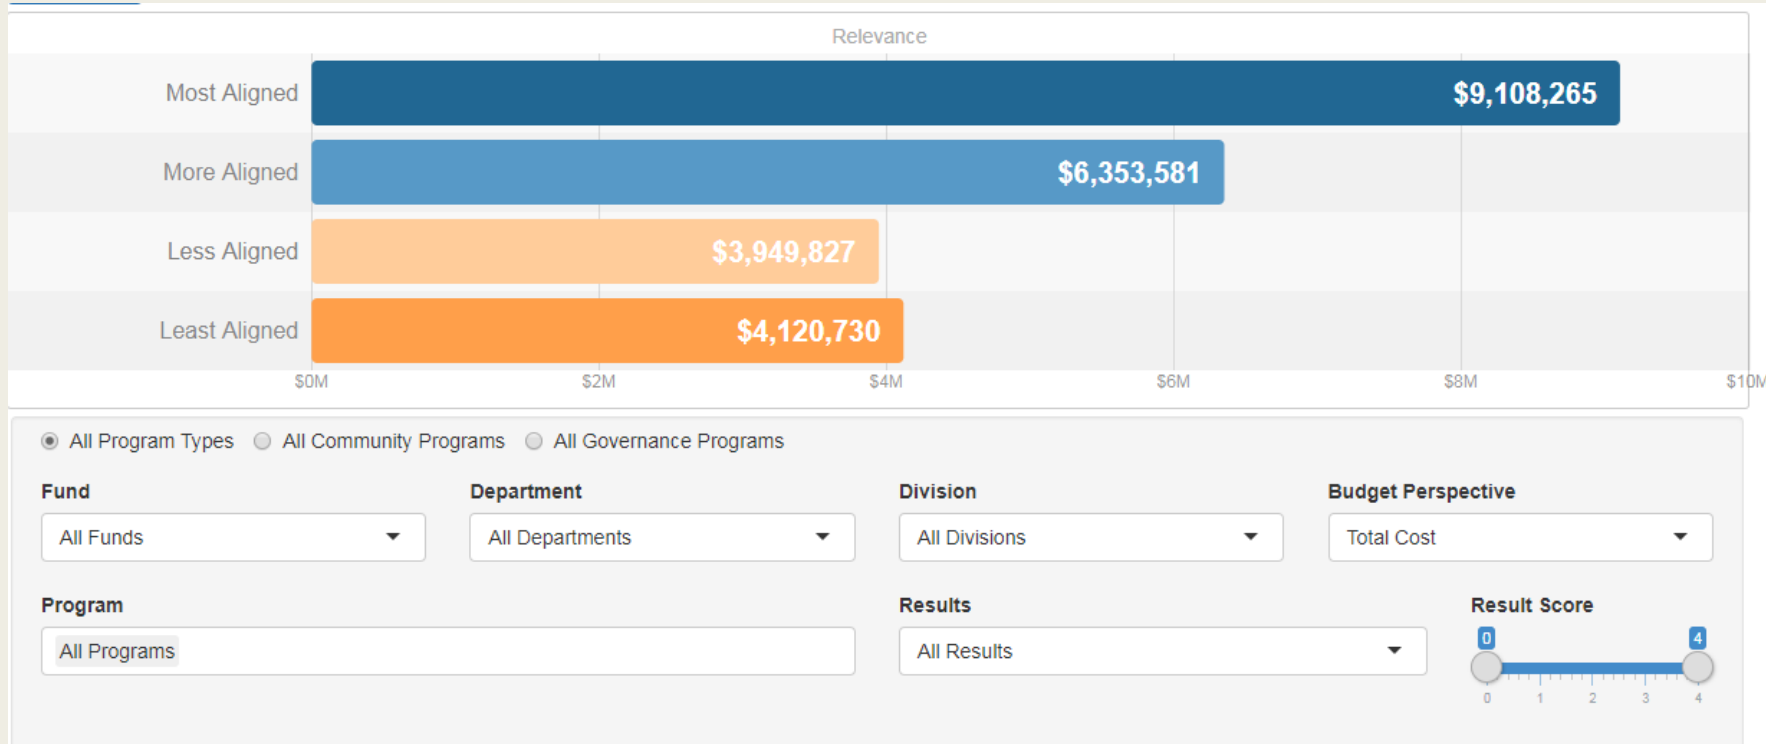 Relevance
Most Aligned $9,108,265
More Aligned $6,353,581
Less Aligned $3,949,827
Least Aligned $4,120,730
$0M $2M $4M $6M $8M $10M
All Program Types All Community Programs All Governance Programs
Fund Department Division Budget Perspective
All Funds All Departments All Divisions Total Cost
Program Results Result Score
0 4
All Programs All Results
0 1 2 3 4